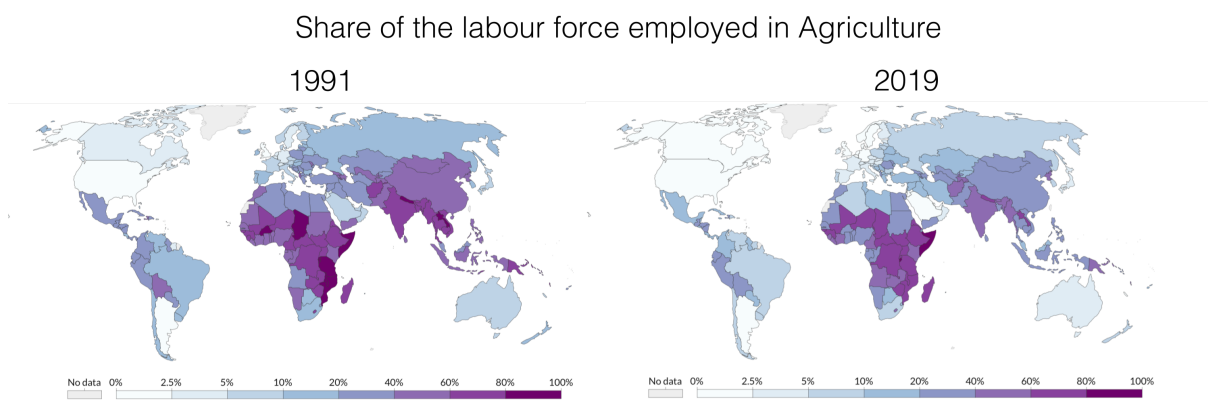 Share of the labour force employed in Agriculture
1991
2019
No data 0% 2.5% 5% 10% 20% 40% 60% 80% 100%
No data 0% 2.5% 5% 10% 20% 40% 60% 80% 100%